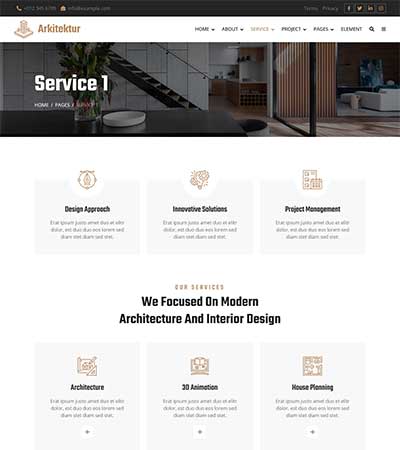 +012 345 6789 info@example.com Terms Privacy
Arkitektur HOME ABOUT SERVICE PROJECT PAGES ELEMENT
Service 1
HOME / PAGES / SERVICE 1
Design Approach Innovative Solutions Project Management
Erat ipsum justo amet duo et elitr Erat ipsum justo amet duo et elitr Erat ipsum justo amet duo et elitr
dolor, est duo duo eos lorem sed dolor, est duo duo eos lorem sed dolor, est duo duo eos lorem sed
diam stet diam sed stet. diam stet diam sed stet. diam stet diam sed stet.
OUR SERVICES
We Focused On Modern
Architecture And Interior Design
Architecture 3D Animation House Planning
Erat ipsum justo amet duo et elitr Erat ipsum justo amet duo et elitr Erat ipsum justo amet duo et elitr
dolor, est duo duo eos lorem sed dolor, est duo duo eos lorem sed dolor, est duo duo eos lorem sed
diam stet diam sed stet. diam stet diam sed stet. diam stet diam sed stet.